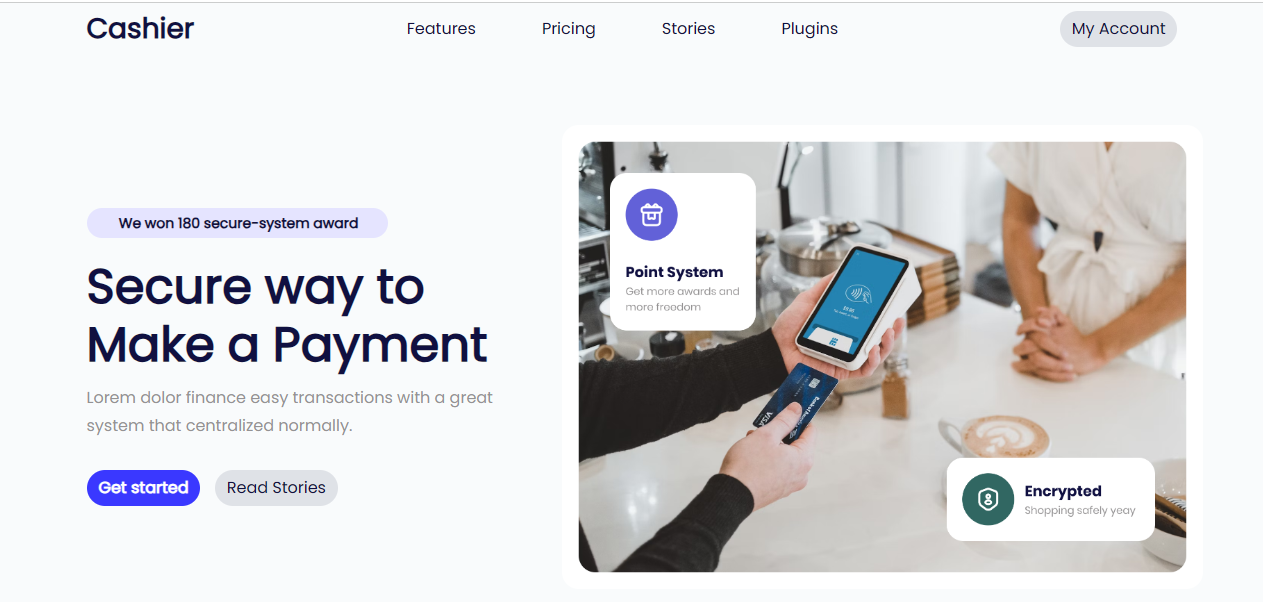 Cashier
Features
Pricing
Stories
Plugins
My Account
We won 180 secure-system award
Secure way to
Make a Payment
Lorem dolor finance easy transactions with a great
system that centralized normally.
Get started
Read Stories
Point System
Get more awards and
more freedom
VISA
Encrypted
Shopping safely yeay